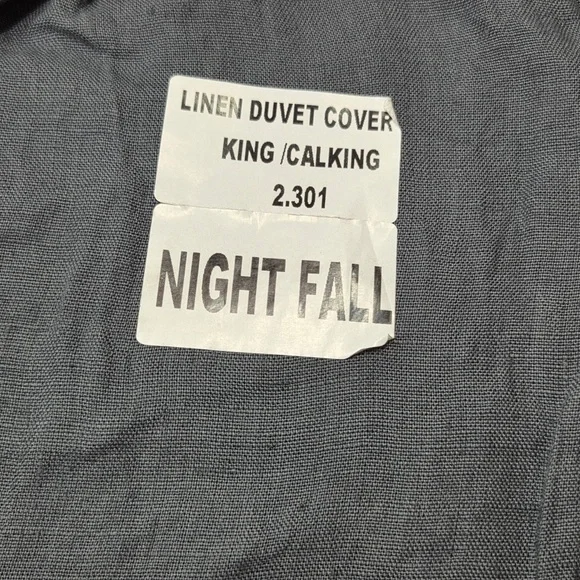 LINEN DUVET COVER
KING /CALKING
2.301
NIGHT FALL